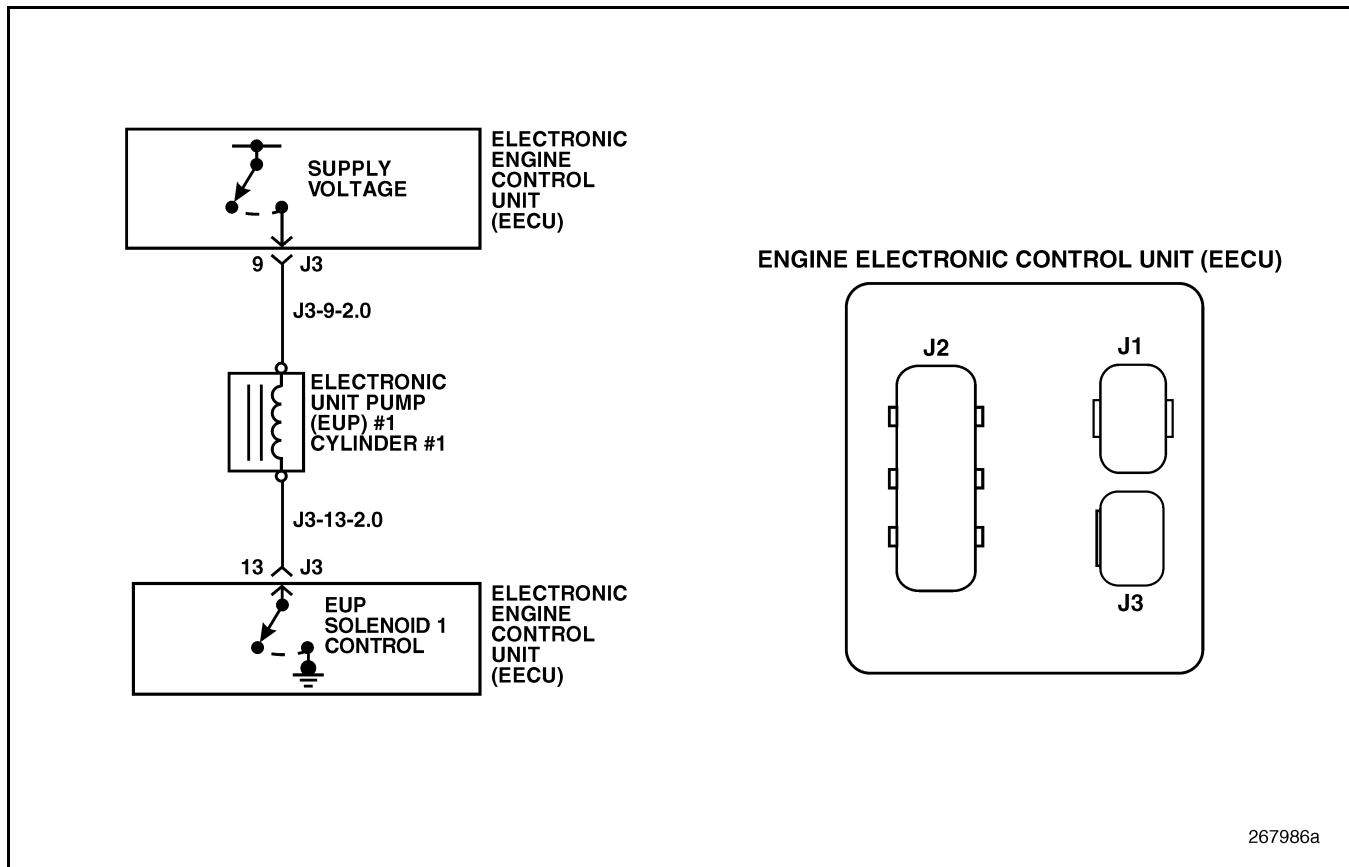 SUPPLY
VOLTAGE
ELECTRONIC
ENGINE
CONTROL
UNIT
(EECU)
9 J3
J3-9-2.0
ELECTRONIC
UNIT PUMP
(EUP) #1
CYLINDER #1
J3-13-2.0
13 J3
EUP
SOLENOID 1
CONTROL
ELECTRONIC
ENGINE
CONTROL
UNIT
(EECU)
ENGINE ELECTRONIC CONTROL UNIT (EECU)
J2
J1
J3
267986a